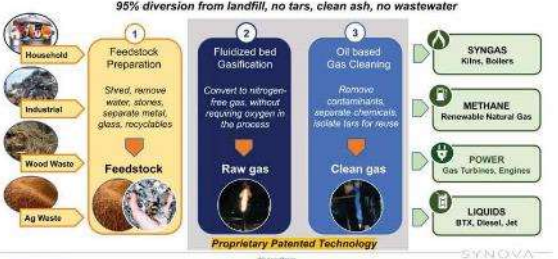 95% diversion from landfill, no tars, clean ash, no wastewater
Household
Industrial
Wood Waste
Ag Waste
1
Feedstock
Preparation
Shred, remove
water, stones,
separate metal,
glass, recyclables
Feedstock
2
Fluidized bed
Gasification
Convert to nitrogen-
free gas, without
requiring oxygen in
the process
Raw gas
3
Oil based
Gas Cleaning
Remove
contaminants,
separate chemicals,
isolate tars for reuse
Clean gas
Proprietary Patented Technology
SYNGAS
Kilns, Boilers
METHANE
Renewable Natural Gas
POWER
Gas Turbines, Engines
LIQUIDS
BTX, Diesel, Jet
SYNOVA